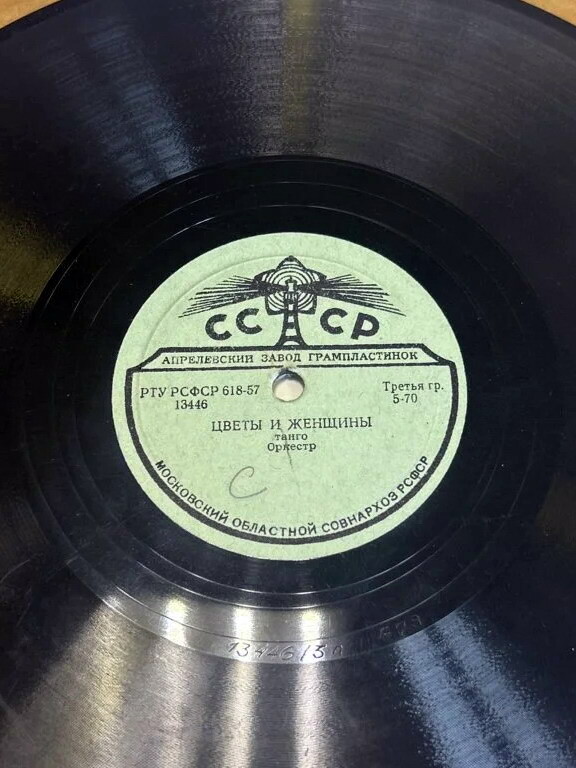 СССР
АПРЕЛЕВСКИЙ ЗАВОД ГРАМПЛАСТИНОК
РТУ РСФСР 618-57
13446
Третья гр.
5-70
ЦВЕТЫ И ЖЕНЩИНЫ
танго
Оркестр
С
МОСКОВСКИЙ ОБЛАСТНОЙ СОВНАРХОЗ РСФСР